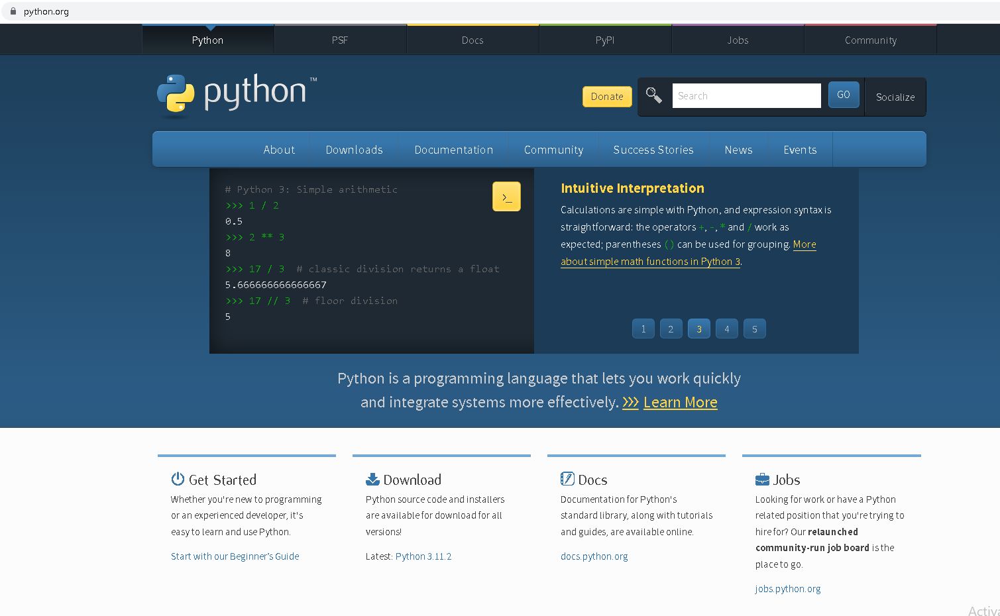 python.org
Python
PSF
Docs
PyPI
Jobs
Community
python™
Donate
Search
GO
Socialize
About
Downloads
Documentation
Community
Success Stories
News
Events
# Python 3: Simple arithmetic
>>> 1 / 2
0.5
>>> 2 ** 3
8
>>> 17 / 3  # classic division returns a float
5.666666666666667
>>> 17 // 3  # floor division
5
>_
Intuitive Interpretation
Calculations are simple with Python, and expression syntax is
straightforward: the operators +, -, * and / work as
expected; parentheses () can be used for grouping. More
about simple math functions in Python 3.
1
2
3
4
5
Python is a programming language that lets you work quickly
and integrate systems more effectively. >>> Learn More
Get Started
Whether you're new to programming
or an experienced developer, it's
easy to learn and use Python.
Start with our Beginner’s Guide
Download
Python source code and installers
are available for download for all
versions!
Latest: Python 3.11.2
Docs
Documentation for Python's
standard library, along with tutorials
and guides, are available online.
docs.python.org
Jobs
Looking for work or have a Python
related position that you're trying to
hire for? Our relaunched
community-run job board is the
place to go.
jobs.python.org